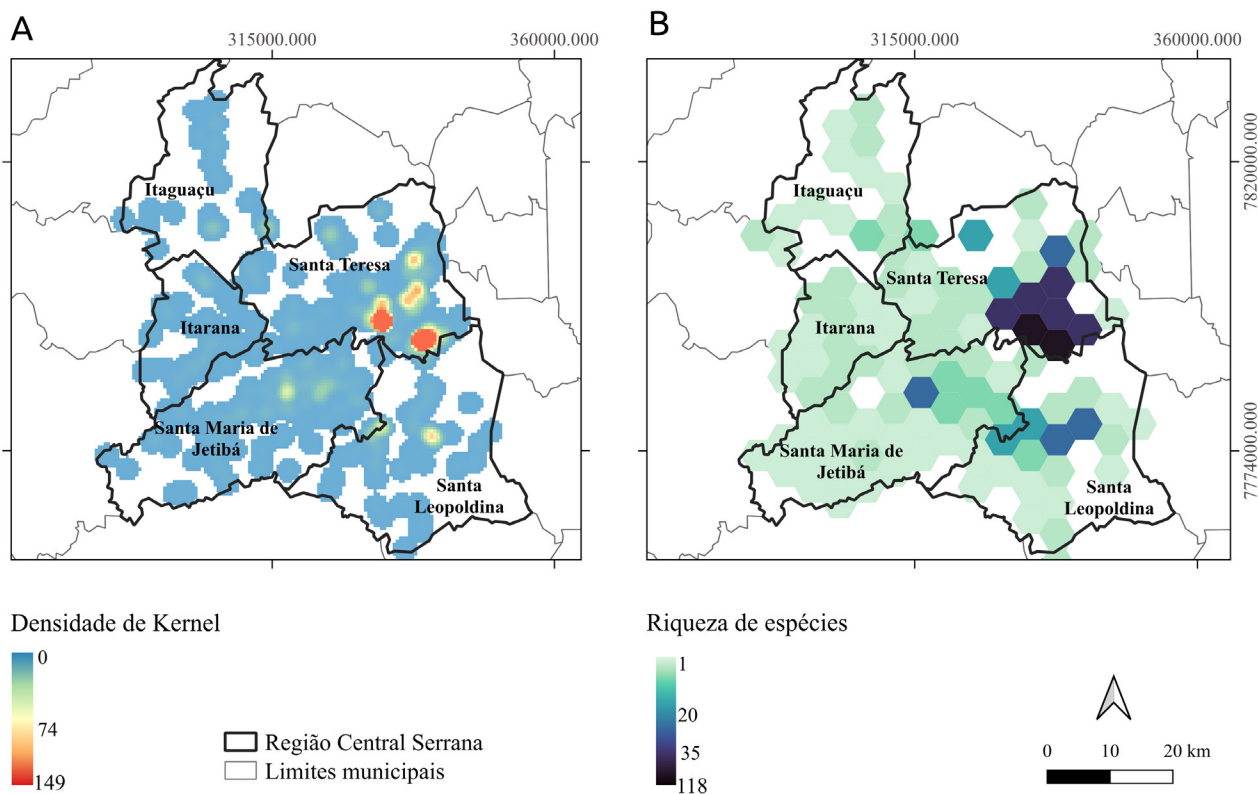 A
B
315000.000
360000.000
315000.000
360000.000
7820000.000
77740000.000
Itaguaçu
Santa Teresa
Itarana
Santa Maria de
Jetibá
Santa
Leopoldina
Itaguaçu
Santa Teresa
Itarana
Santa Maria de
Jetibá
Santa
Leopoldina
Densidade de Kernel
0
74
149
Região Central Serrana
Limites municipais
Riqueza de espécies
1
20
35
118
0
10
20 km